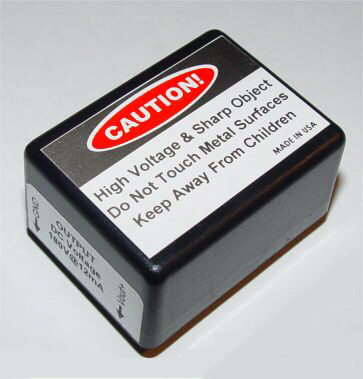 CAUTION!
High Voltage & Sharp Object
Do Not Touch Metal Surfaces
Keep Away From Children
MADE IN USA
GND
OUTPUT
DC Voltage
180V@12mA
Vout+